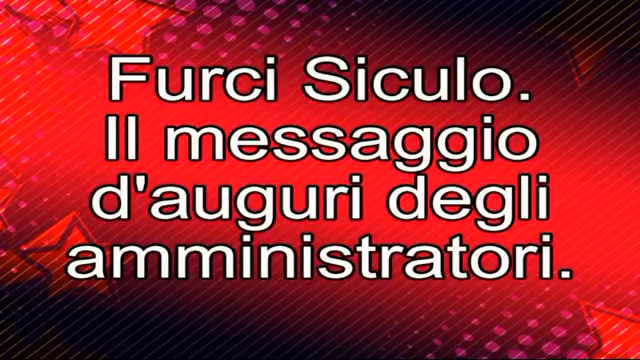 Furci Siculo.
Il messaggio
d'auguri degli
amministratori.